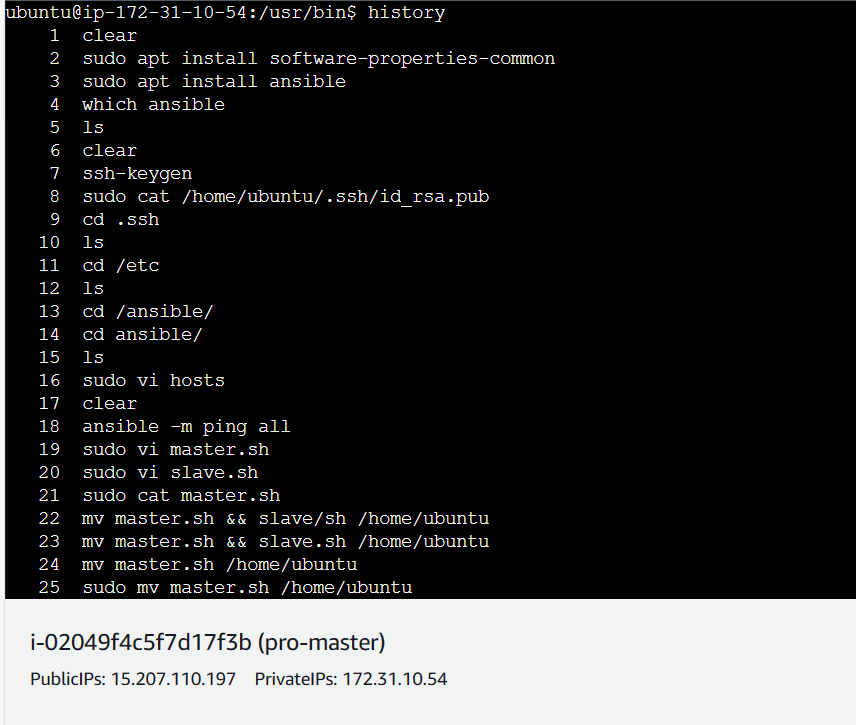 ubuntu@ip-172-31-10-54:/usr/bin$ history
1 clear
2 sudo apt install software-properties-common
3 sudo apt install ansible
4 which ansible
5 ls
6 clear
7 ssh-keygen
8 sudo cat /home/ubuntu/.ssh/id_rsa.pub
9 cd .ssh
10 ls
11 cd /etc
12 ls
13 cd /ansible/
14 cd ansible/
15 ls
16 sudo vi hosts
17 clear
18 ansible -m ping all
19 sudo vi master.sh
20 sudo vi slave.sh
21 sudo cat master.sh
22 mv master.sh && slave/sh /home/ubuntu
23 mv master.sh && slave.sh /home/ubuntu
24 mv master.sh /home/ubuntu
25 sudo mv master.sh /home/ubuntu
i-02049f4c5f7d17f3b (pro-master)
PublicIPs: 15.207.110.197 PrivateIPs: 172.31.10.54